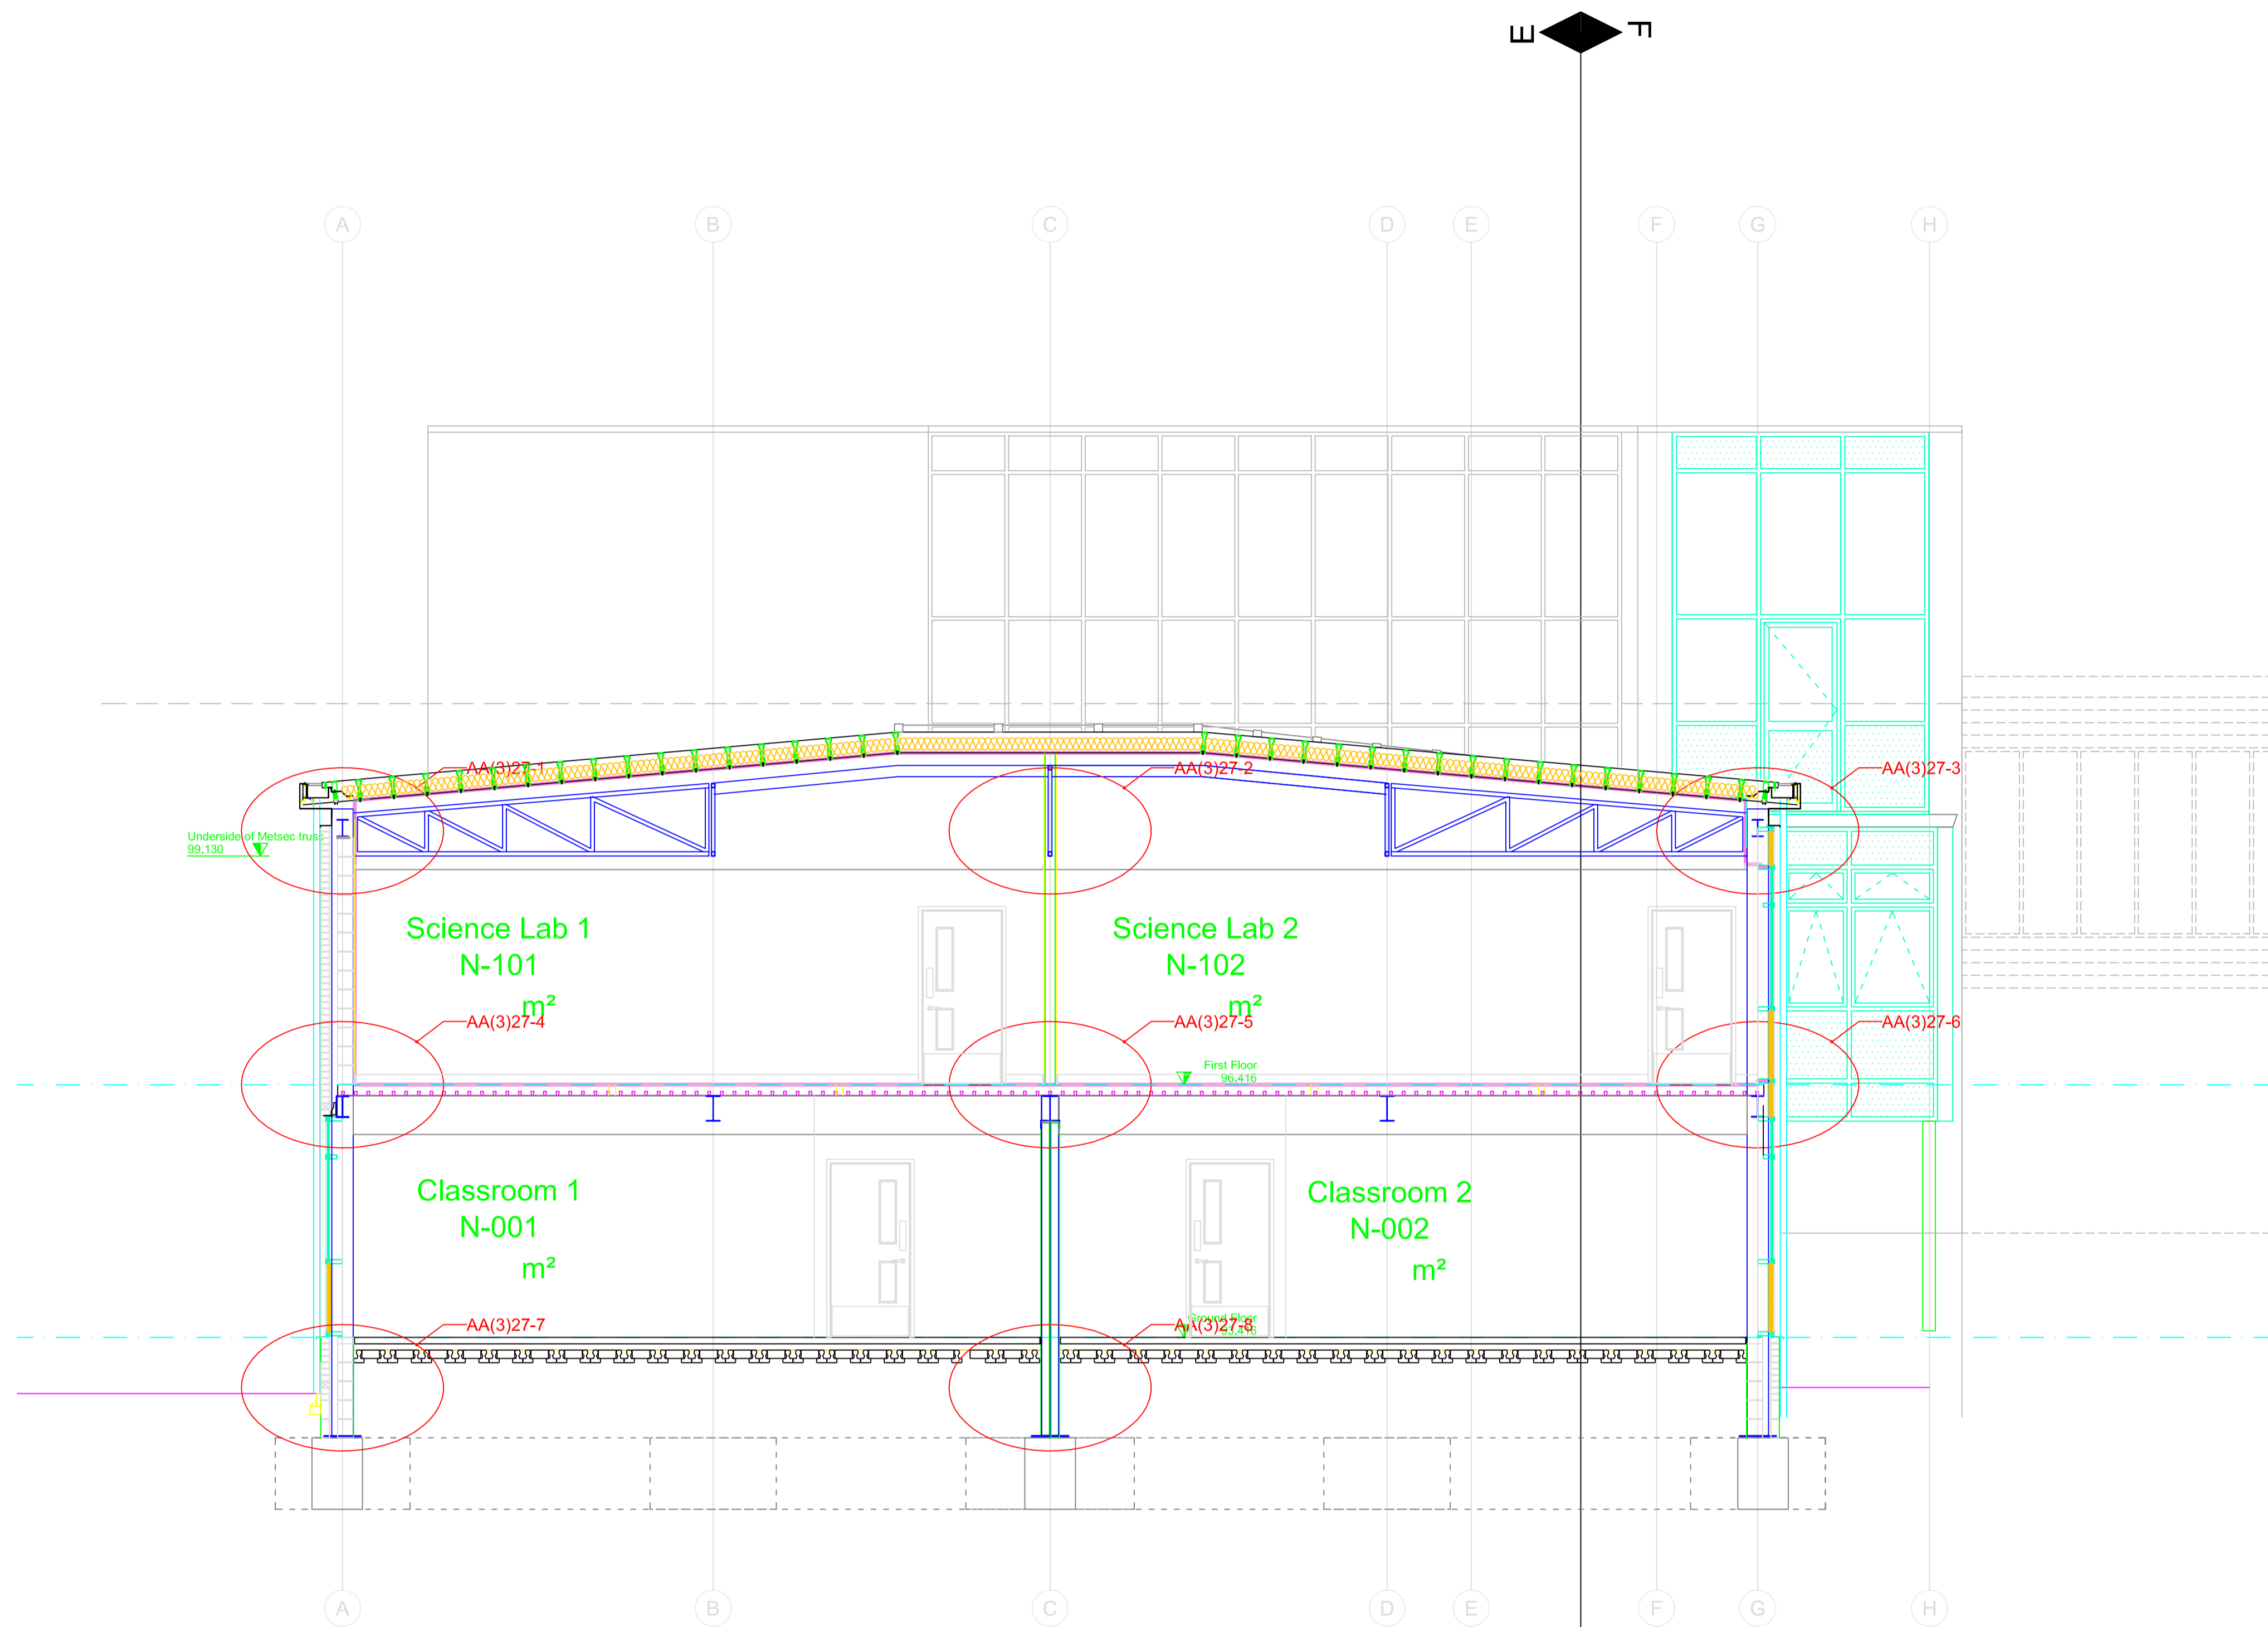 E F
A B C D E F G H
AA(3)27-1
AA(3)27-2
AA(3)27-3
Underside of Metsec truss
99.130
Science Lab 1
N-101
m²
Science Lab 2
N-102
m²
AA(3)27-4
AA(3)27-5
AA(3)27-6
First Floor
96.416
Classroom 1
N-001
m²
Classroom 2
N-002
m²
AA(3)27-7
AA(3)27-8
Ground Floor
93.416
A B C D E F G H